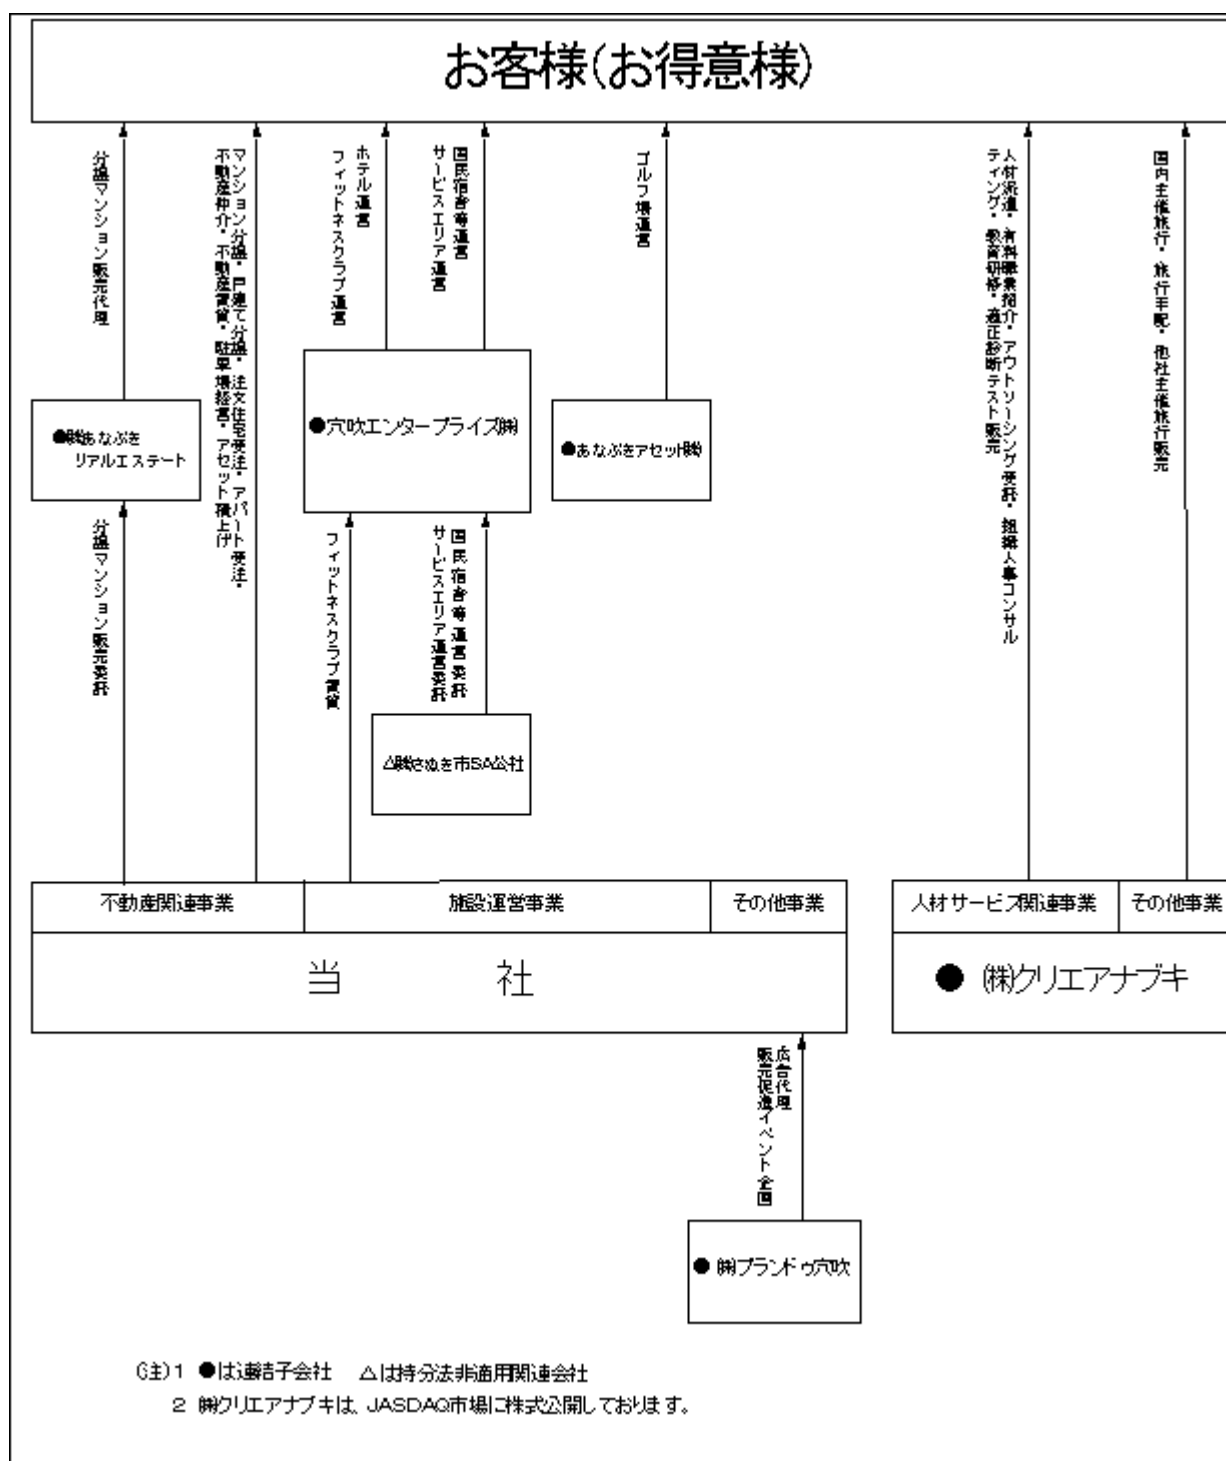 お客様(お得意様)
分譲マンション販売代理
マンション分譲・戸建て分譲・注文住宅受注・アパート受注・
不動産仲介・不動産賃貸・駐車場経営・アセット積上げ
ホテル運営
フィットネスクラブ運営
国民宿舎等運営
サービスエリア運営
ゴルフ場運営
人材派遣・有料職業紹介・アウトソーシング受託・組織人事コンサル
ティング・教育研修・適正診断テスト販売
国内主催旅行・旅行手配・他社主催旅行販売
●㈱あなぶき
リアルエステート
●穴吹エンタープライズ㈱
●あなぶきアセット㈱
分譲マンション販売委託
フィットネスクラブ賃貸
国民宿舎等運営委託
サービスエリア運営委託
△㈱さぬき市SA公社
不動産関連事業
施設運営事業
その他事業
人材サービス関連事業
その他事業
当 社
● ㈱クリエアナブキ
広告代理
販売促進イベント企画
● ㈱プランドゥ穴吹
(注)1 ●は連結子会社 △は持分法非適用関連会社
2 ㈱クリエアナブキは、JASDAQ市場に株式公開しております。